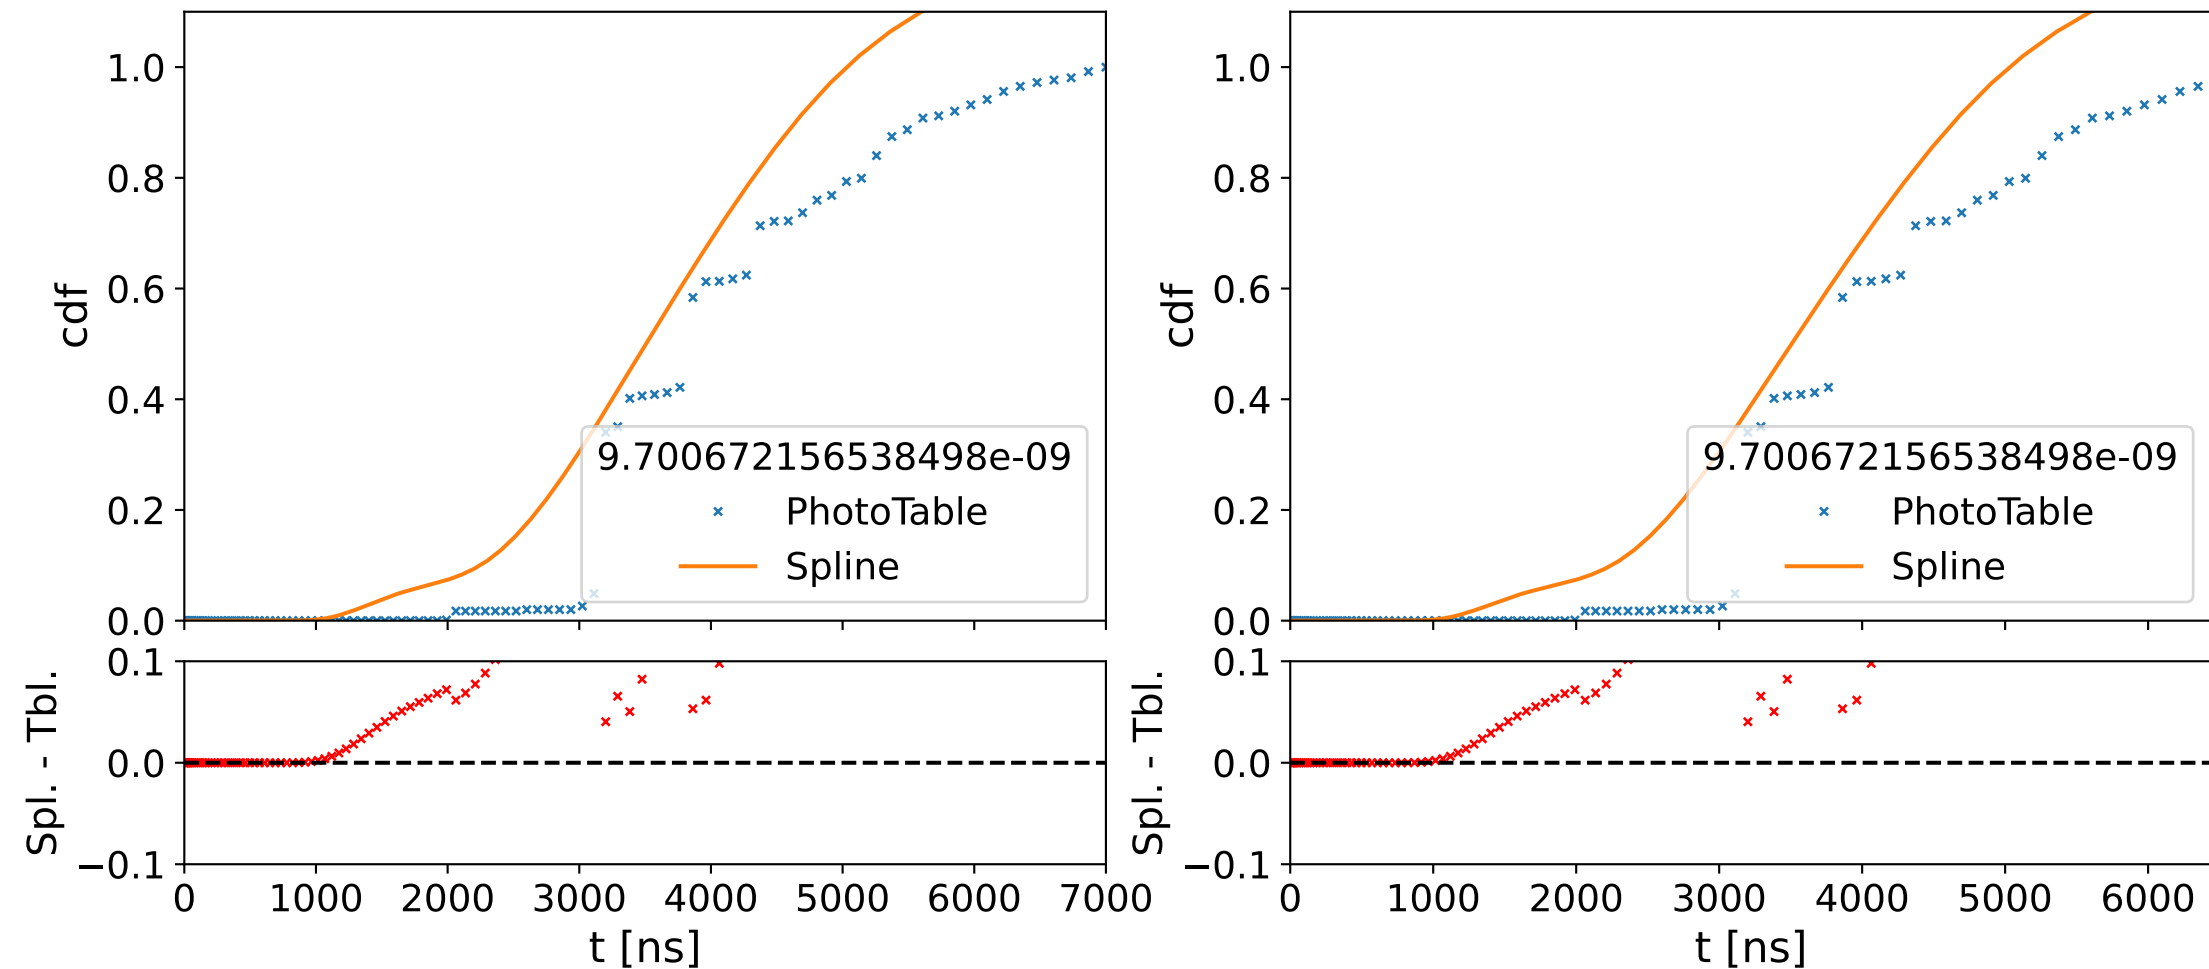 1.0
0.8
0.6
0.4
0.2
0.0
cdf
9.700672156538498e-09
PhotoTable
Spline
0.1
0.0
−0.1
Spl. - Tbl.
0 1000 2000 3000 4000 5000 6000 7000
t [ns]
1.0
0.8
0.6
0.4
0.2
0.0
cdf
9.700672156538498e-09
PhotoTable
Spline
0.1
0.0
−0.1
Spl. - Tbl.
0 1000 2000 3000 4000 5000 6000
t [ns]